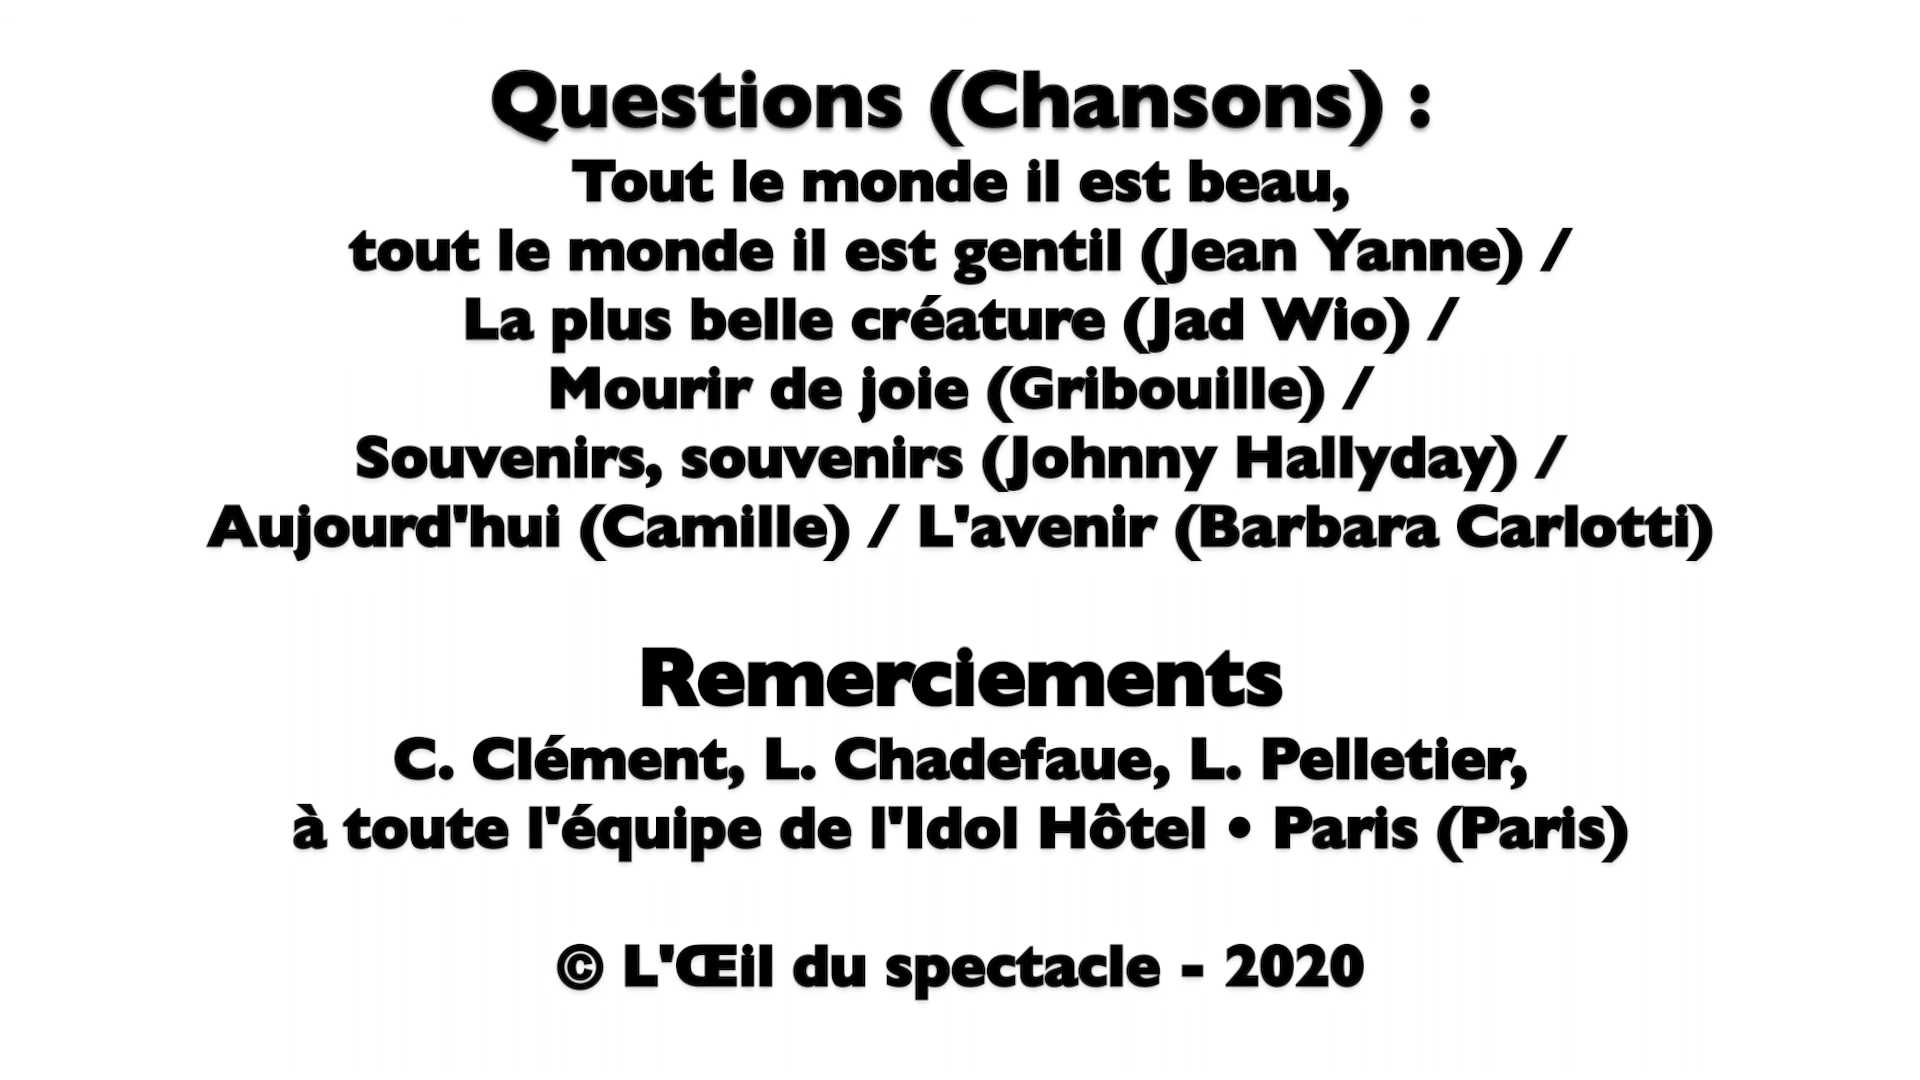 Questions (Chansons) :
Tout le monde il est beau,
tout le monde il est gentil (Jean Yanne) /
La plus belle créature (Jad Wio) /
Mourir de joie (Gribouille) /
Souvenirs, souvenirs (Johnny Hallyday) /
Aujourd'hui (Camille) / L'avenir (Barbara Carlotti)
Remerciements
C. Clément, L. Chadefaue, L. Pelletier,
à toute l'équipe de l'Idol Hôtel • Paris (Paris)
© L'Œil du spectacle - 2020